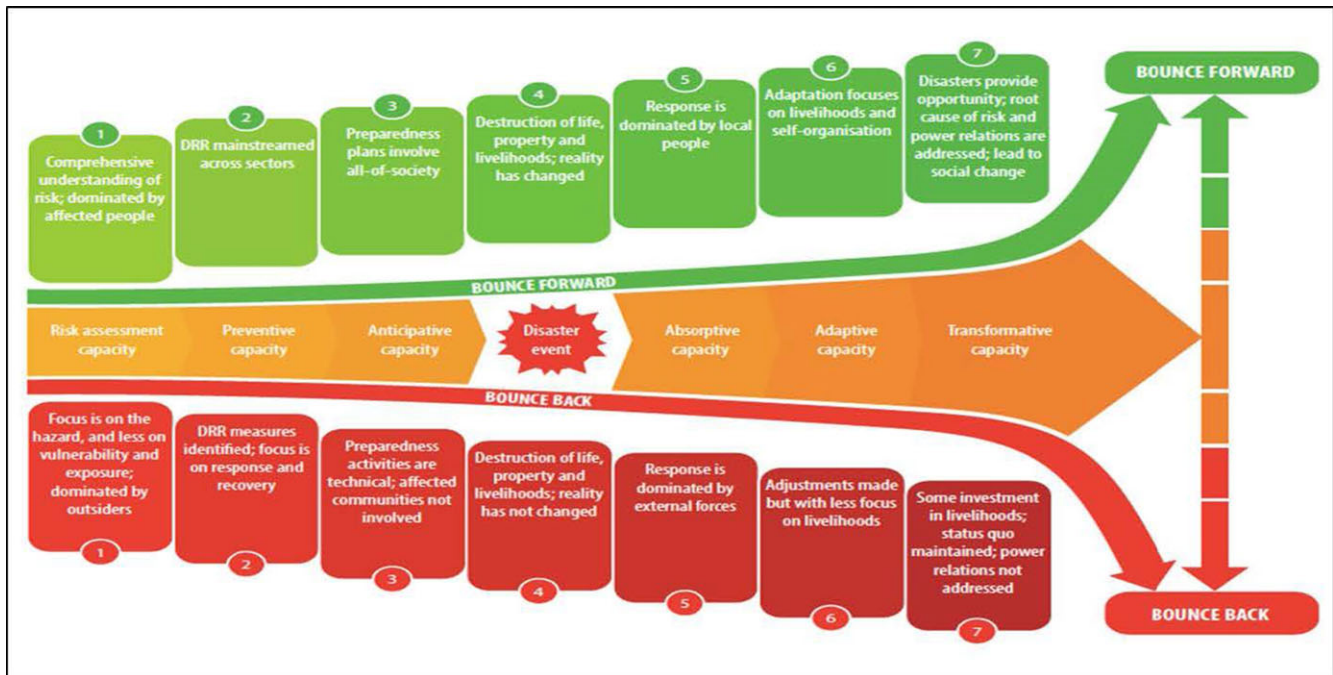 1
Comprehensive
understanding of
risk; dominated by
affected people
2
DRR mainstreamed
across sectors
3
Preparedness
plans involve
all-of-society
4
Destruction of life,
property and
livelihoods; reality
has changed
5
Response is
dominated by local
people
6
Adaptation focuses
on livelihoods and
self-organisation
7
Disasters provide
opportunity; root
cause of risk and
power relations are
addressed; lead to
social change
BOUNCE FORWARD
BOUNCE FORWARD
Risk assessment
capacity
Preventive
capacity
Anticipative
capacity
Disaster
event
Absorptive
capacity
Adaptive
capacity
Transformative
capacity
BOUNCE BACK
Focus is on the
hazard, and less on
vulnerability and
exposure;
dominated by
outsiders
1
DRR measures
identified; focus is
on response and
recovery
2
Preparedness
activities are
technical; affected
communities not
involved
3
Destruction of life,
property and
livelihoods; reality
has not changed
4
Response is
dominated by
external forces
5
Adjustments made
but with less focus
on livelihoods
6
Some investment
in livelihoods;
status quo
maintained; power
relations not
addressed
7
BOUNCE BACK